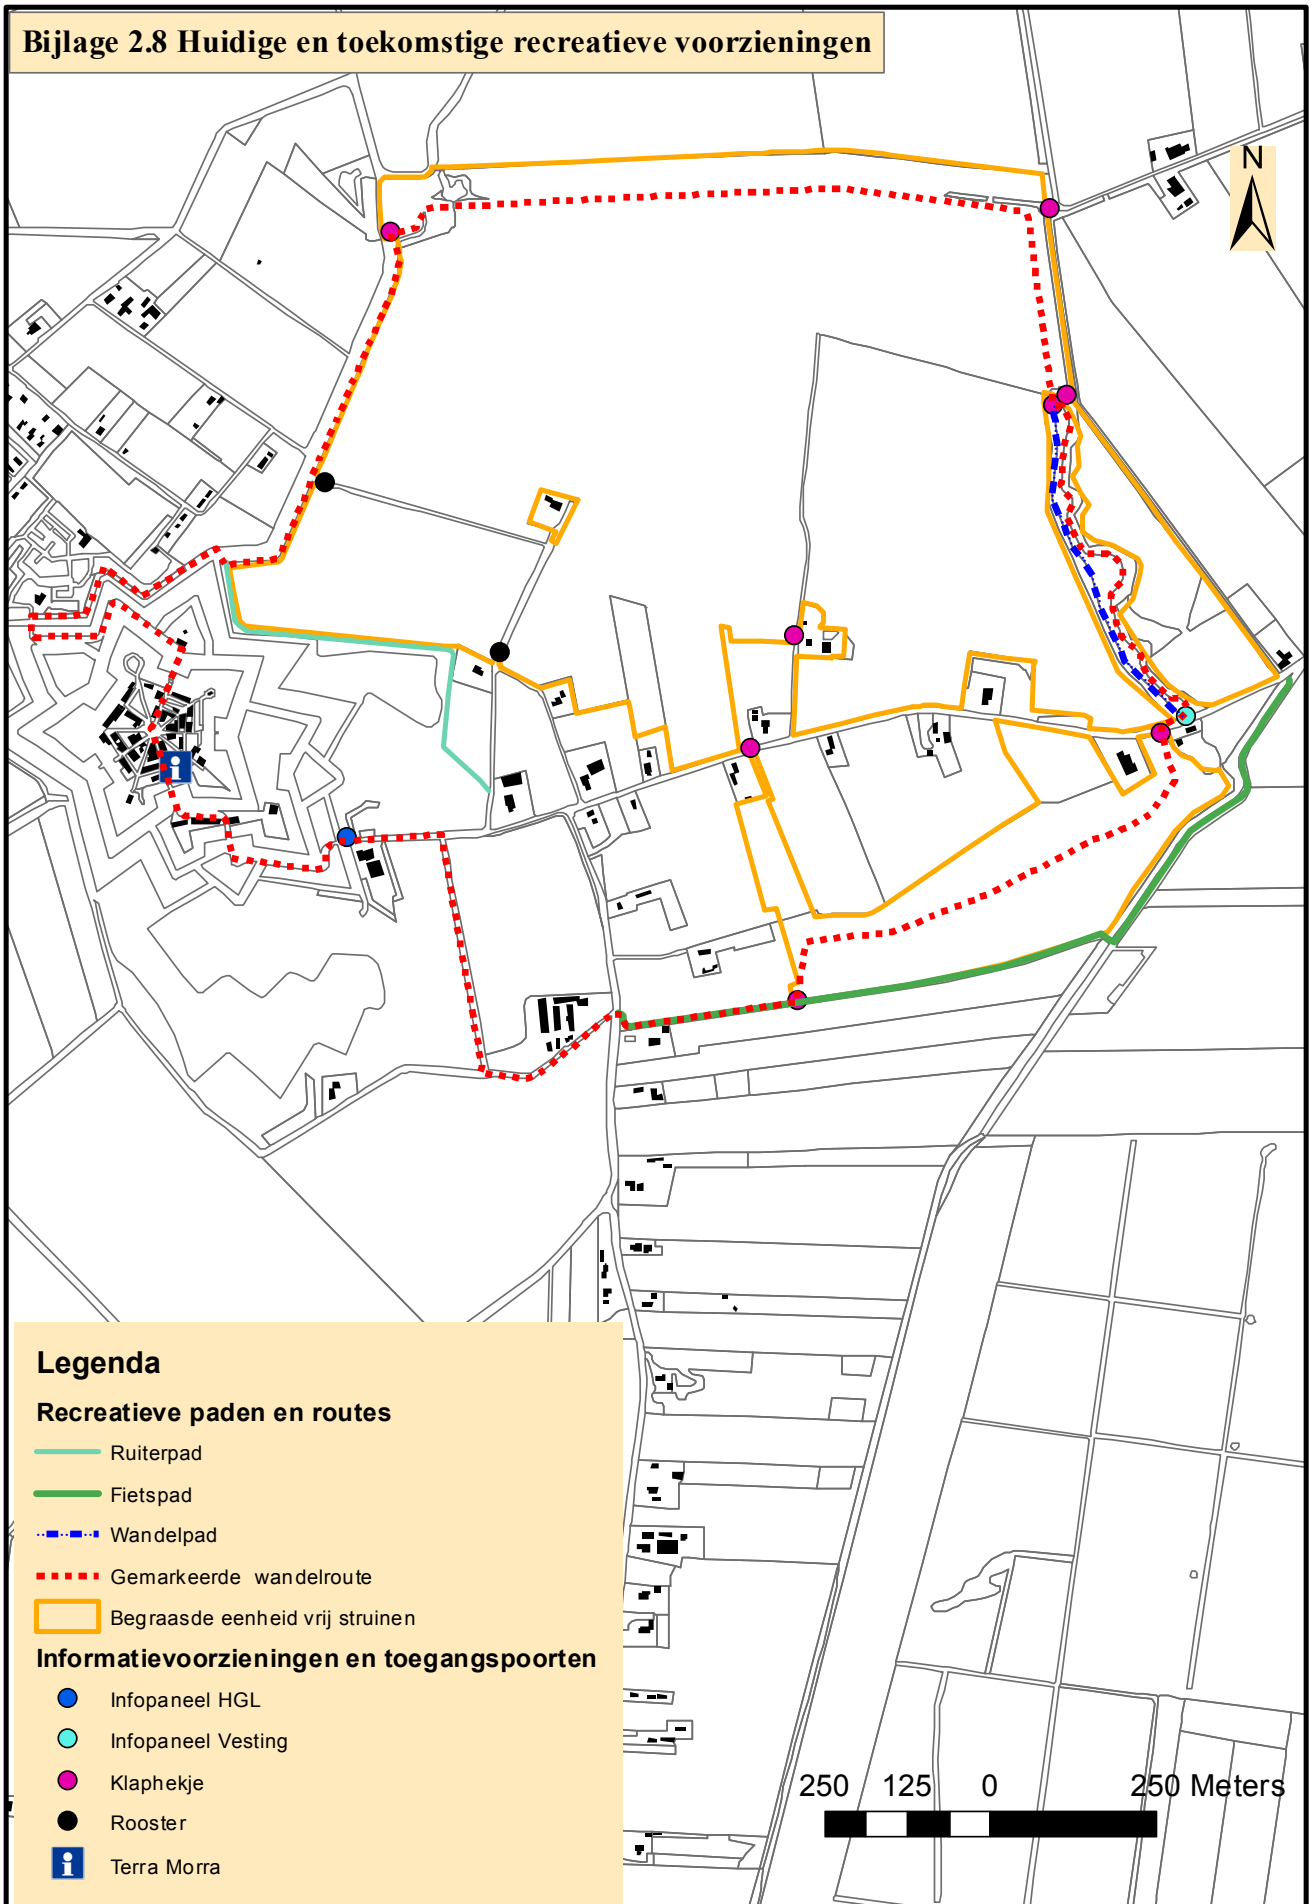 Bijlage 2.8 Huidige en toekomstige recreatieve voorzieningen
N
Legenda
Recreatieve paden en routes
Ruiterpad
Fietspad
Wandelpad
Gemarkeerde wandelroute
Begraasde eenheid vrij struinen
Informatievoorzieningen en toegangspoorten
Infopaneel HGL
Infopaneel Vesting
Klaphekje
Rooster
i Terra Morra
250 125 0 250 Meters
i